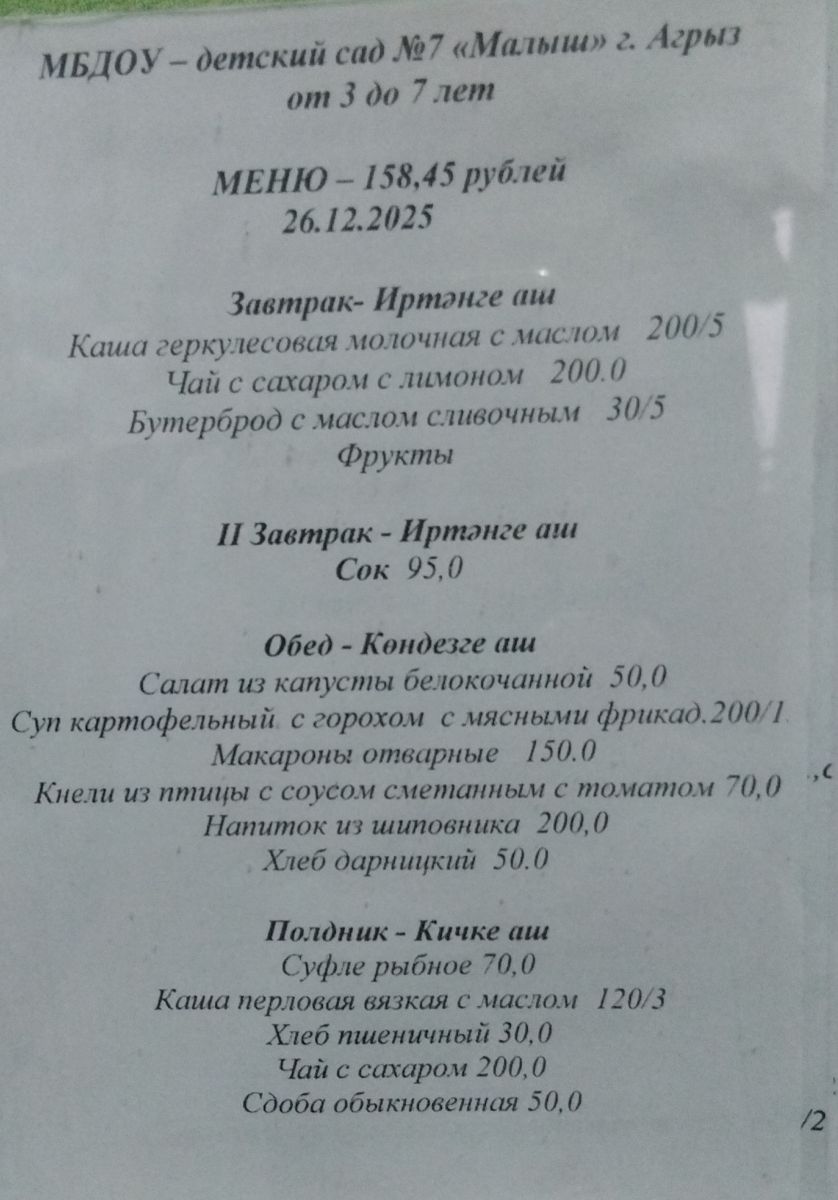 МБДОУ – детский сад №7 «Малыш» г. Агрыз
от 3 до 7 лет
МЕНЮ – 158,45 рублей
26.12.2025
Завтрак- Иртәнге аш
Каша геркулесовая молочная с маслом 200/5
Чай с сахаром с лимоном 200.0
Бутерброд с маслом сливочным 30/5
Фрукты
II Завтрак - Иртәнге аш
Сок 95,0
Обед - Көндезге аш
Салат из капусты белокочанной 50,0
Суп картофельный с горохом с мясными фрикад.200/1
Макароны отварные 150.0
Кнели из птицы с соусом сметанным с томатом 70,0
Напиток из шиповника 200,0
Хлеб дарницкий 50.0
Полдник - Кичке аш
Суфле рыбное 70,0
Каша перловая вязкая с маслом 120/3
Хлеб пшеничный 30,0
Чай с сахаром 200,0
Сдоба обыкновенная 50,0
/2